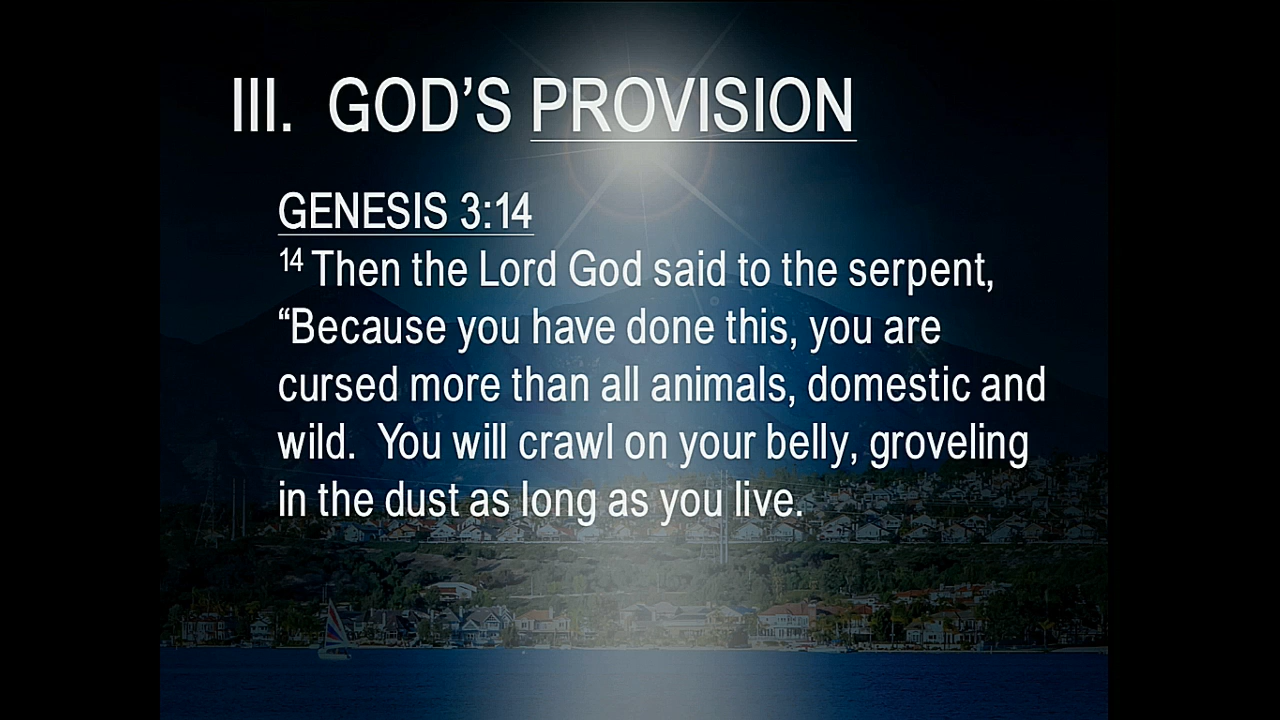 III. GOD’S PROVISION
GENESIS 3:14
14 Then the Lord God said to the serpent,
“Because you have done this, you are
cursed more than all animals, domestic and
wild. You will crawl on your belly, groveling
in the dust as long as you live.